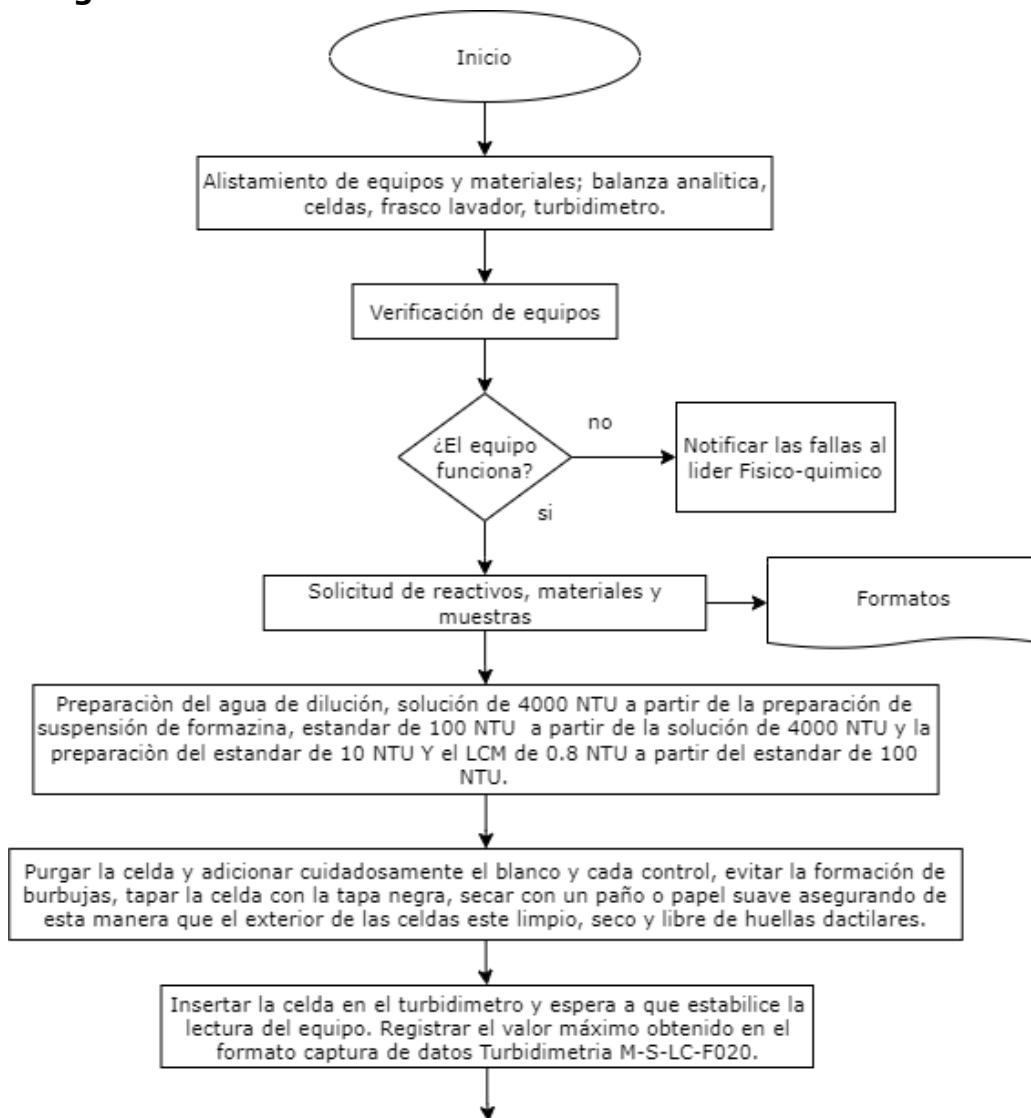 Inicio
Alistamiento de equipos y materiales; balanza analitica,
celdas, frasco lavador, turbidimetro.
Verificación de equipos
¿El equipo
funciona?
no
Notificar las fallas al
lider Fisico-quimico
si
Solicitud de reactivos, materiales y
muestras
Formatos
Preparaciòn del agua de dilución, solución de 4000 NTU a partir de la preparación de
suspensión de formazina, estandar de 100 NTU a partir de la solución de 4000 NTU y la
preparaciòn del estandar de 10 NTU Y el LCM de 0.8 NTU a partir del estandar de 100
NTU.
Purgar la celda y adicionar cuidadosamente el blanco y cada control, evitar la formación de
burbujas, tapar la celda con la tapa negra, secar con un paño o papel suave asegurando de
esta manera que el exterior de las celdas este limpio, seco y libre de huellas dactilares.
Insertar la celda en el turbidimetro y espera a que estabilice la
lectura del equipo. Registrar el valor máximo obtenido en el
formato captura de datos Turbidimetria M-S-LC-F020.